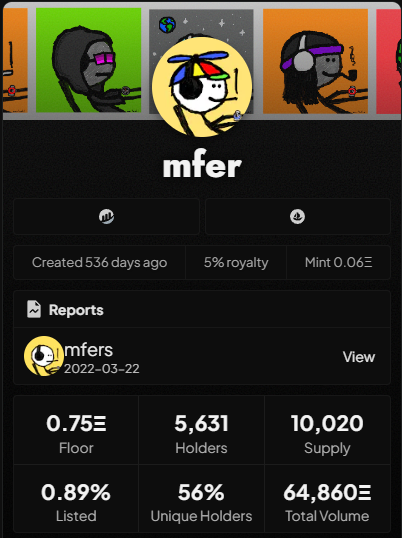 mfer
Created 536 days ago
5% royalty
Mint 0.06Ξ
Reports
mfers
2022-03-22
View
0.75Ξ
5,631
10,020
Floor
Holders
Supply
0.89%
56%
64,860Ξ
Listed
Unique Holders
Total Volume